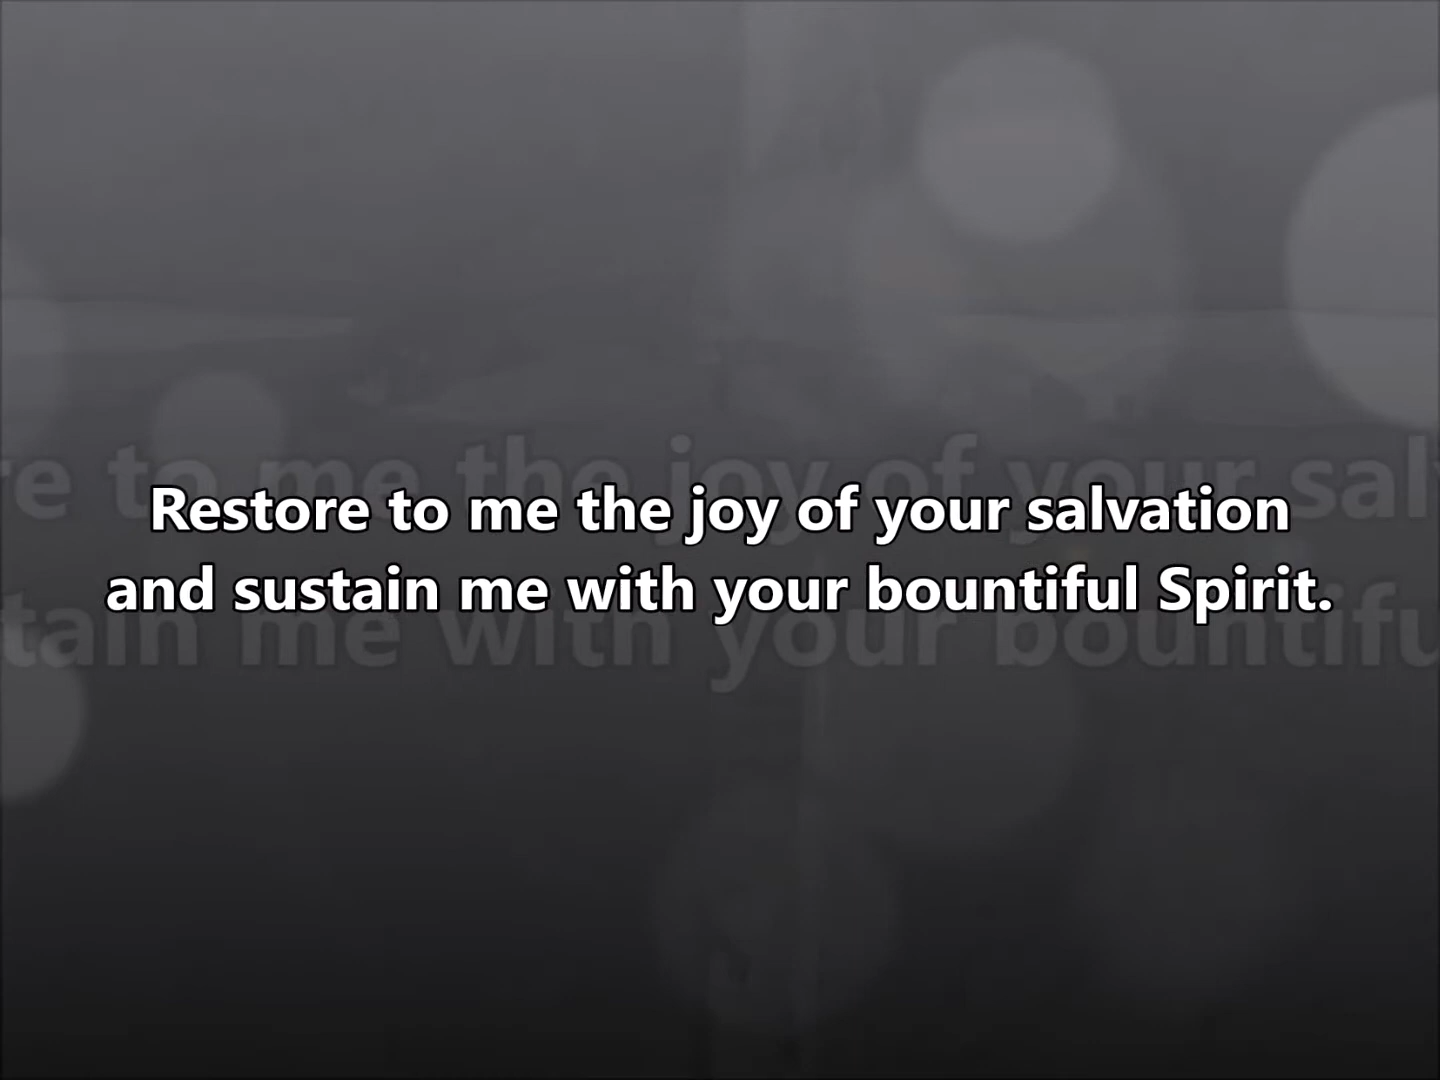 Restore to me the joy of your salvation
and sustain me with your bountiful Spirit.